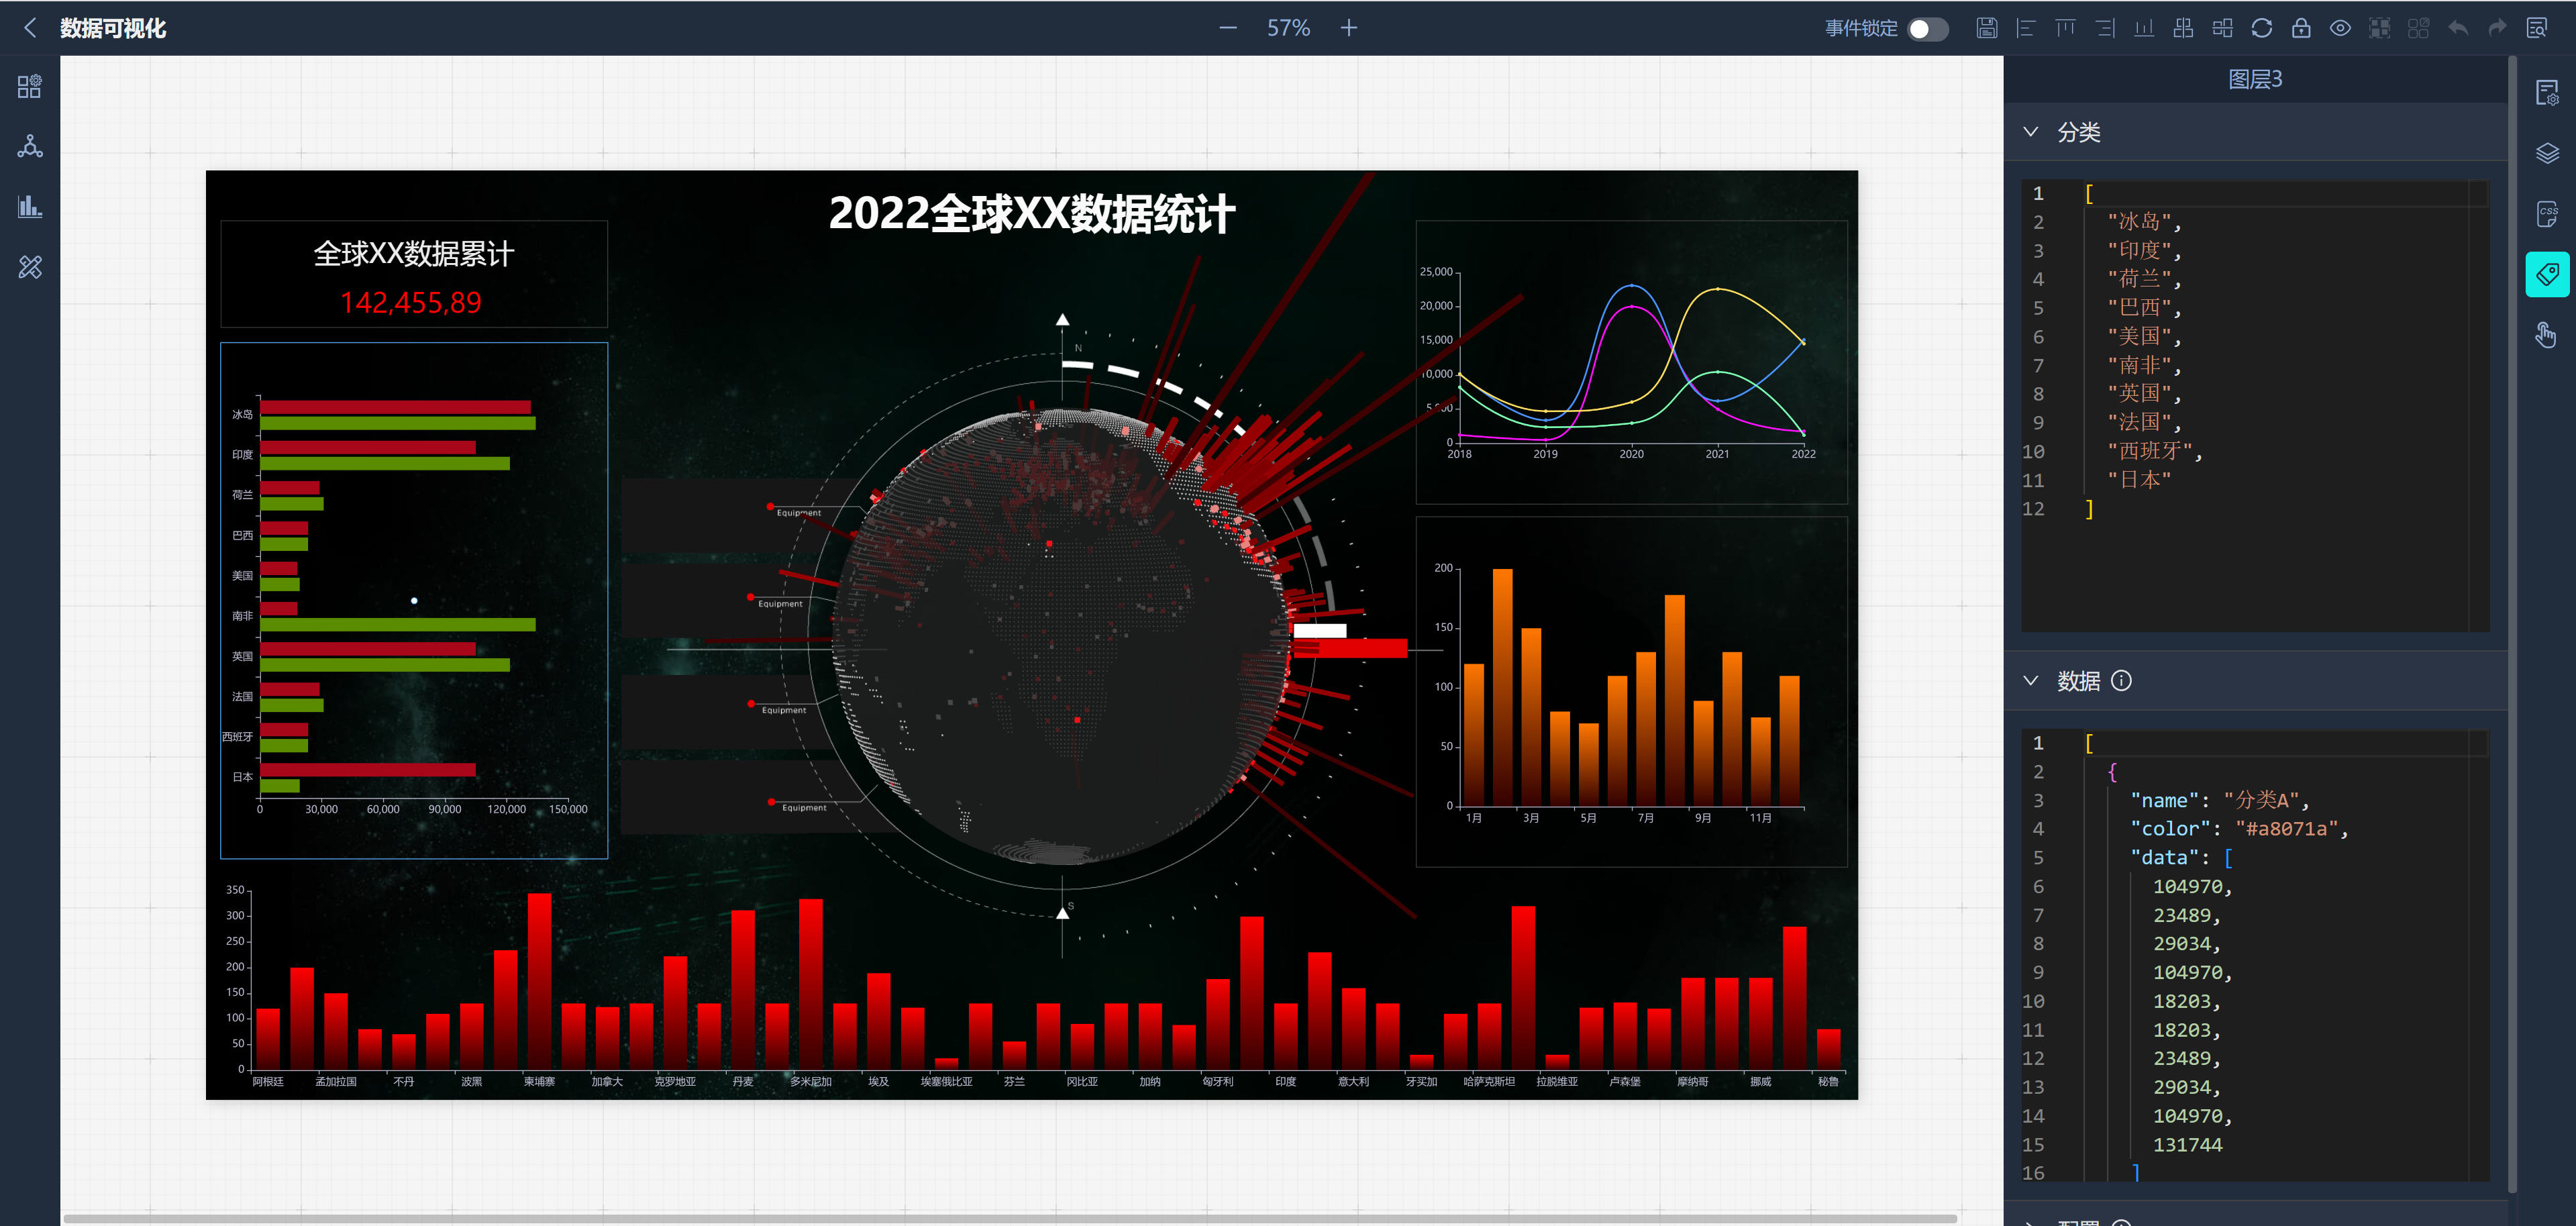 数据可视化
57%
事件锁定
2022全球XX数据统计
全球XX数据累计
142,455,89
冰岛
印度
荷兰
巴西
美国
南非
英国
法国
西班牙
日本
0 30,000 60,000 90,000 120,000 150,000
N
Equipment
Equipment
Equipment
Equipment
S
25,000
20,000
15,000
10,000
5,000
0
2018 2019 2020 2021 2022
200
150
100
50
0
1月 3月 5月 7月 9月 11月
350
300
250
200
150
100
50
0
阿根廷 孟加拉国 不丹 波黑 柬埔寨 加拿大 克罗地亚 丹麦 多米尼加 埃及 埃塞俄比亚 芬兰 冈比亚 加纳 匈牙利 印度 意大利 牙买加 哈萨克斯坦 拉脱维亚 卢森堡 摩纳哥 挪威 秘鲁
图层3
分类
1 [
2 "冰岛",
3 "印度",
4 "荷兰",
5 "巴西",
6 "美国",
7 "南非",
8 "英国",
9 "法国",
10 "西班牙",
11 "日本"
12 ]
数据
1 [
2 {
3 "name": "分类A",
4 "color": "#a8071a",
5 "data": [
6 104970,
7 23489,
8 29034,
9 104970,
10 18203,
11 18203,
12 23489,
13 29034,
14 104970,
15 131744
16 ]
CSS